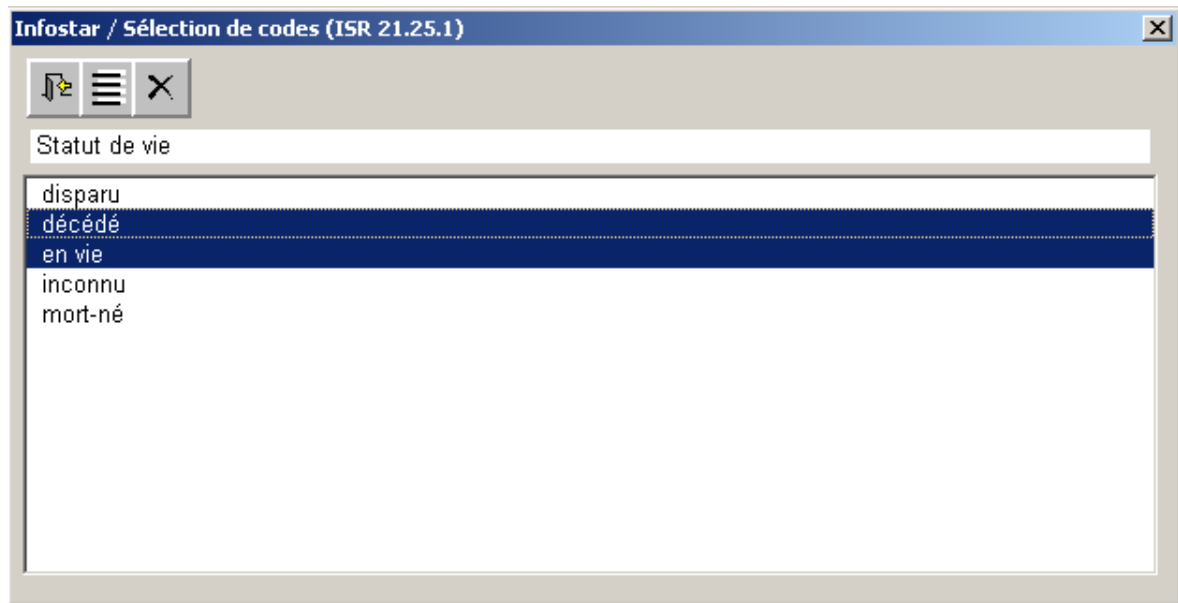 Infostar / Sélection de codes (ISR 21.25.1)
Statut de vie
disparu
décédé
en vie
inconnu
mort-né